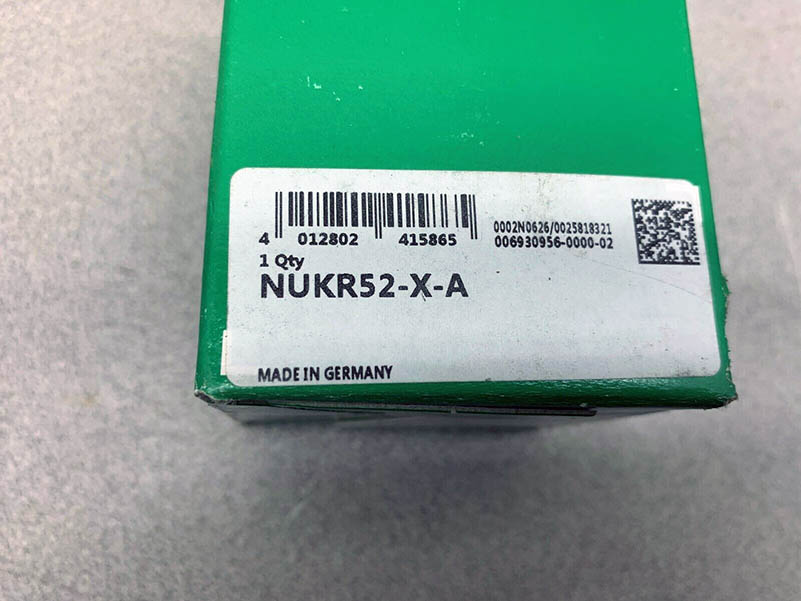 4 012802 415865
0002N0626/0025818321
006930956-0000-02
1 Qty
NUKR52-X-A
MADE IN GERMANY